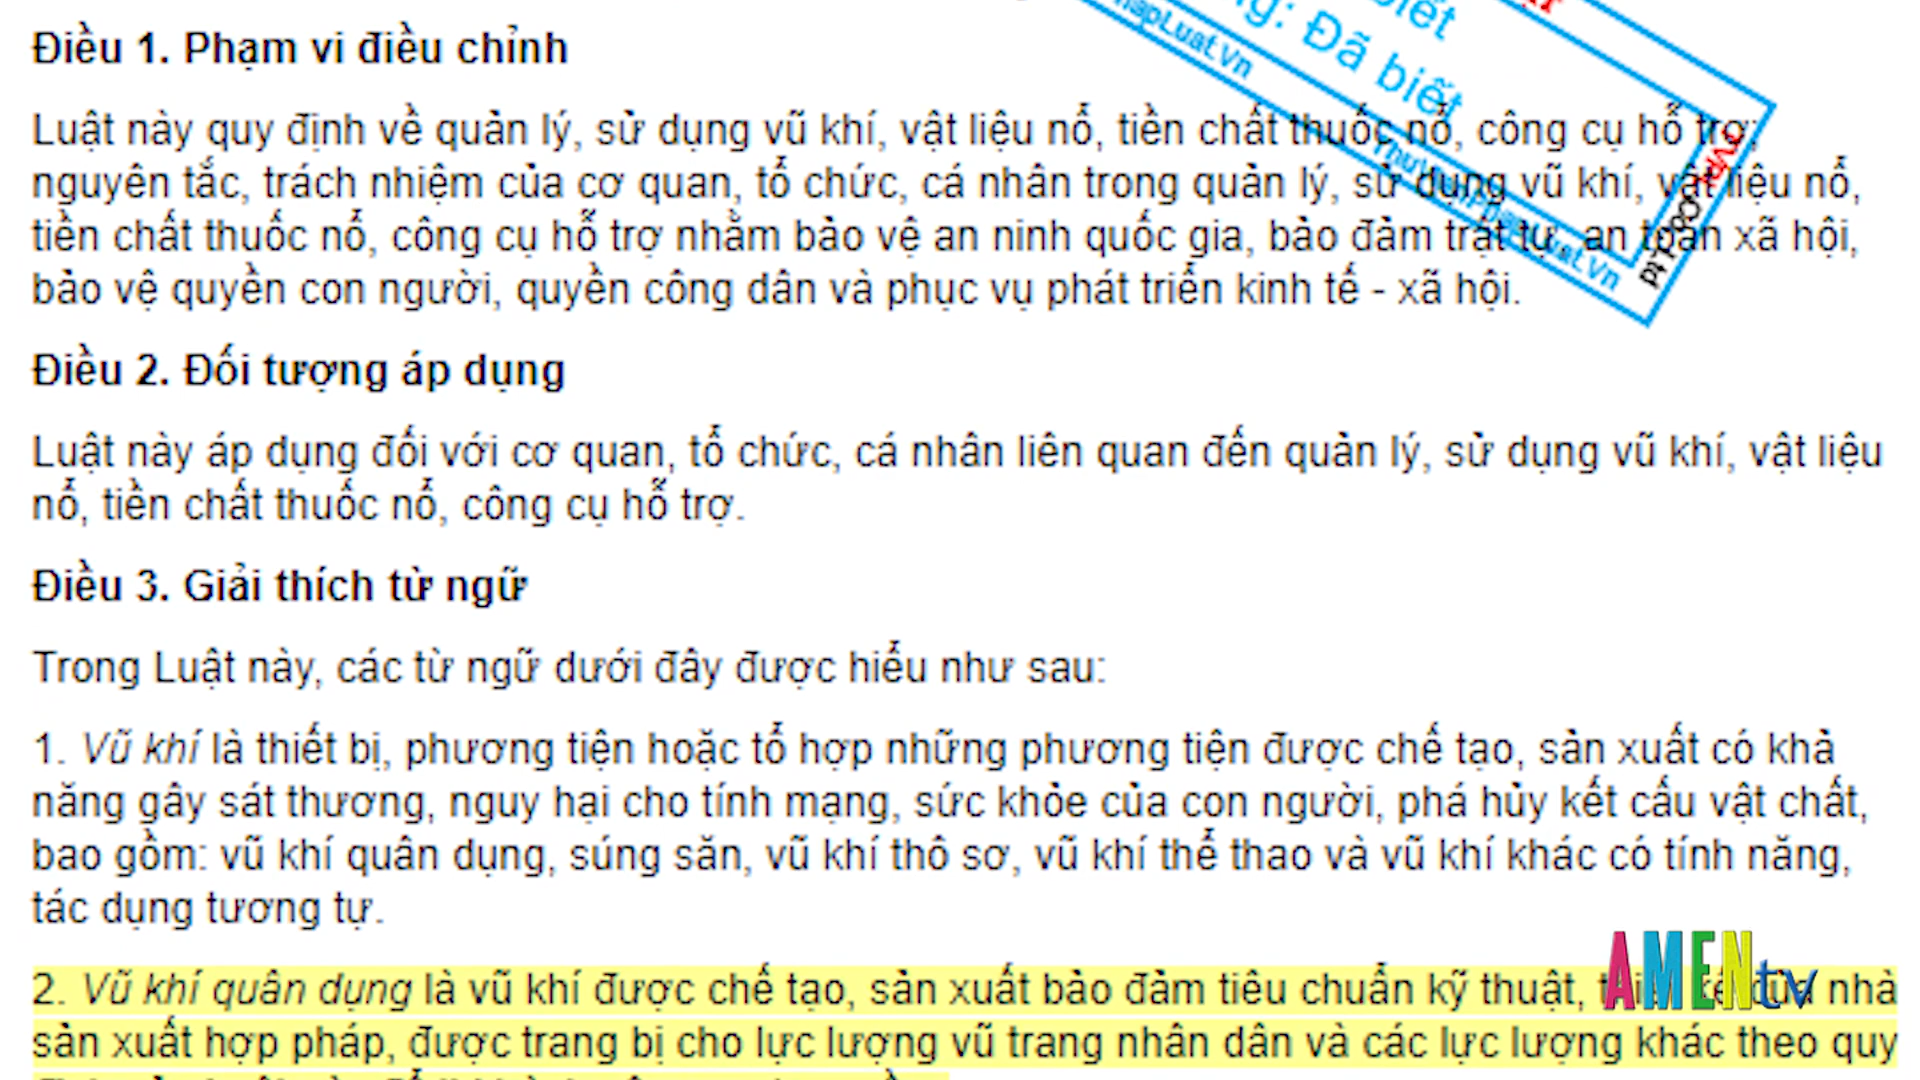 biết
ng: Đã biết
hapLuat.Vn
Điều 1. Phạm vi điều chỉnh
Luật này quy định về quản lý, sử dụng vũ khí, vật liệu nổ, tiền chất thuốc nổ, công cụ hỗ trợ;
nguyên tắc, trách nhiệm của cơ quan, tổ chức, cá nhân trong quản lý, sử dụng vũ khí, vật liệu nổ,
tiền chất thuốc nổ, công cụ hỗ trợ nhằm bảo vệ an ninh quốc gia, bảo đảm trật tự, an toàn xã hội,
bảo vệ quyền con người, quyền công dân và phục vụ phát triển kinh tế - xã hội.
ThuVienPhapLuat.Vn
Điều 2. Đối tượng áp dụng
Luật này áp dụng đối với cơ quan, tổ chức, cá nhân liên quan đến quản lý, sử dụng vũ khí, vật liệu
nổ, tiền chất thuốc nổ, công cụ hỗ trợ.
Điều 3. Giải thích từ ngữ
Trong Luật này, các từ ngữ dưới đây được hiểu như sau:
1. Vũ khí là thiết bị, phương tiện hoặc tổ hợp những phương tiện được chế tạo, sản xuất có khả
năng gây sát thương, nguy hại cho tính mạng, sức khỏe của con người, phá hủy kết cấu vật chất,
bao gồm: vũ khí quân dụng, súng săn, vũ khí thô sơ, vũ khí thể thao và vũ khí khác có tính năng,
tác dụng tương tự.
AMENtv
2. Vũ khí quân dụng là vũ khí được chế tạo, sản xuất bảo đảm tiêu chuẩn kỹ thuật, của nhà
sản xuất hợp pháp, được trang bị cho lực lượng vũ trang nhân dân và các lực lượng khác theo quy